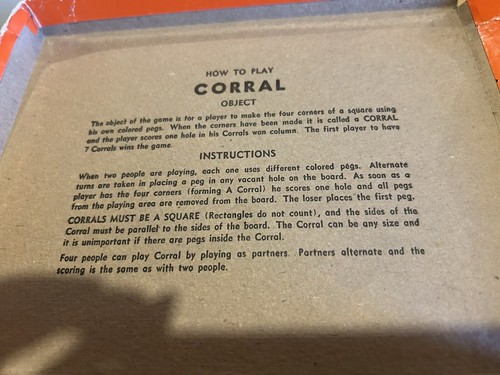 HOW TO PLAY
CORRAL
OBJECT
The object of the game is for a player to make the four corners of a square using
his own colored pegs. When the corners have been made it is called a CORRAL
and the player scores one hole in his Corrals won column. The first player to have
7 Corrals wins the game.
INSTRUCTIONS
When two people are playing, each one uses different colored pegs. Alternate
turns are taken in placing a peg in any vacant hole on the board. As soon as a
player has the four corners (forming A Corral) he scores one hole and all pegs
from the playing area are removed from the board. The loser places the first peg.
CORRALS MUST BE A SQUARE (Rectangles do not count), and the sides of the
Corral must be parallel to the sides of the board. The Corral can be any size and
it is unimportant if there are pegs inside the Corral.
Four people can play Corral by playing as partners. Partners alternate and the
scoring is the same as with two people.